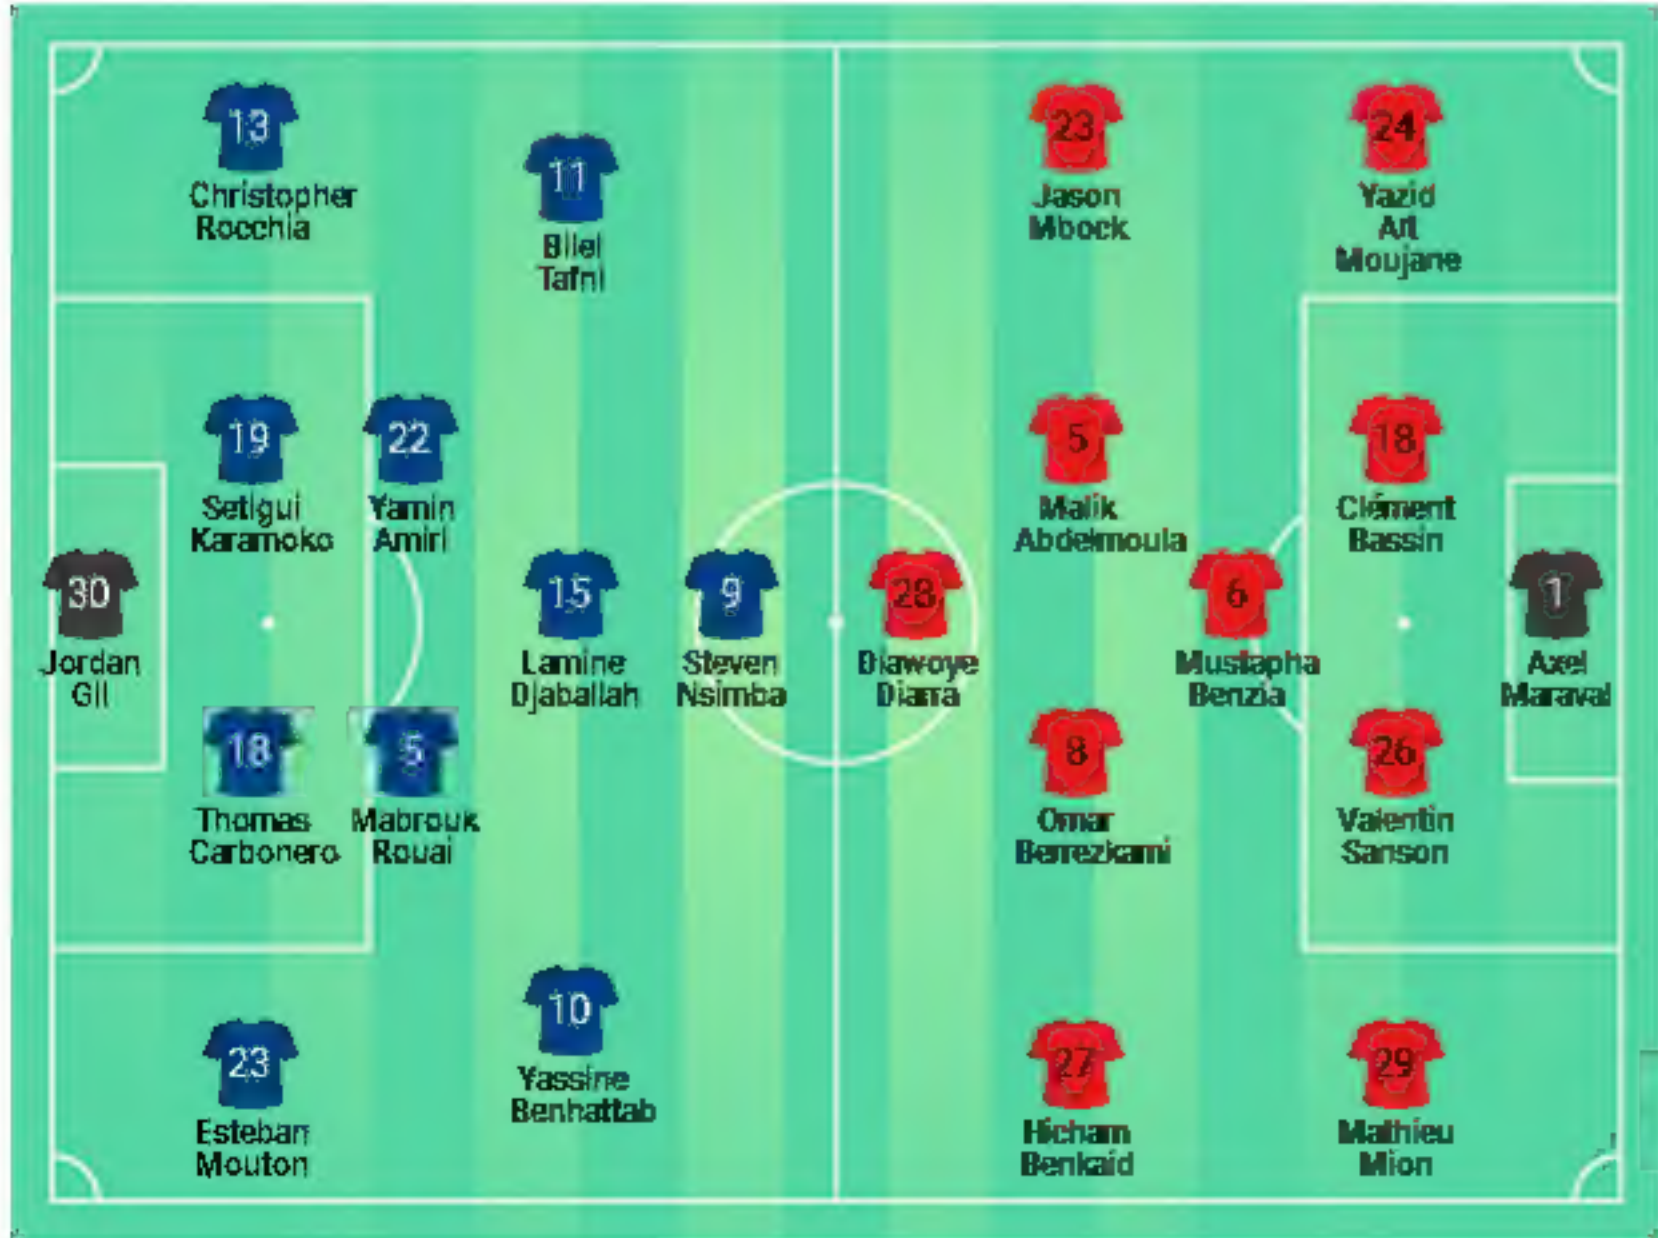 13
Christopher
Rocchia
11
Bilel
Tafni
23
Jason
Mbock
24
Yazid
Ait
Moujane
19
Setigui
Karamoko
22
Yamin
Amiri
5
Malik
Abdelmoula
18
Clément
Bassin
30
Jordan
Gil
15
Lamine
Djaballah
9
Steven
Nsimba
28
Diawoye
Diarra
6
Mustapha
Benzia
1
Axel
Maraval
18
Thomas
Carbonero
5
Mabrouk
Rouai
8
Omar
Berrezkami
26
Valentin
Sanson
10
Yassine
Benhattab
23
Esteban
Mouton
27
Hicham
Benkaid
29
Mathieu
Mion